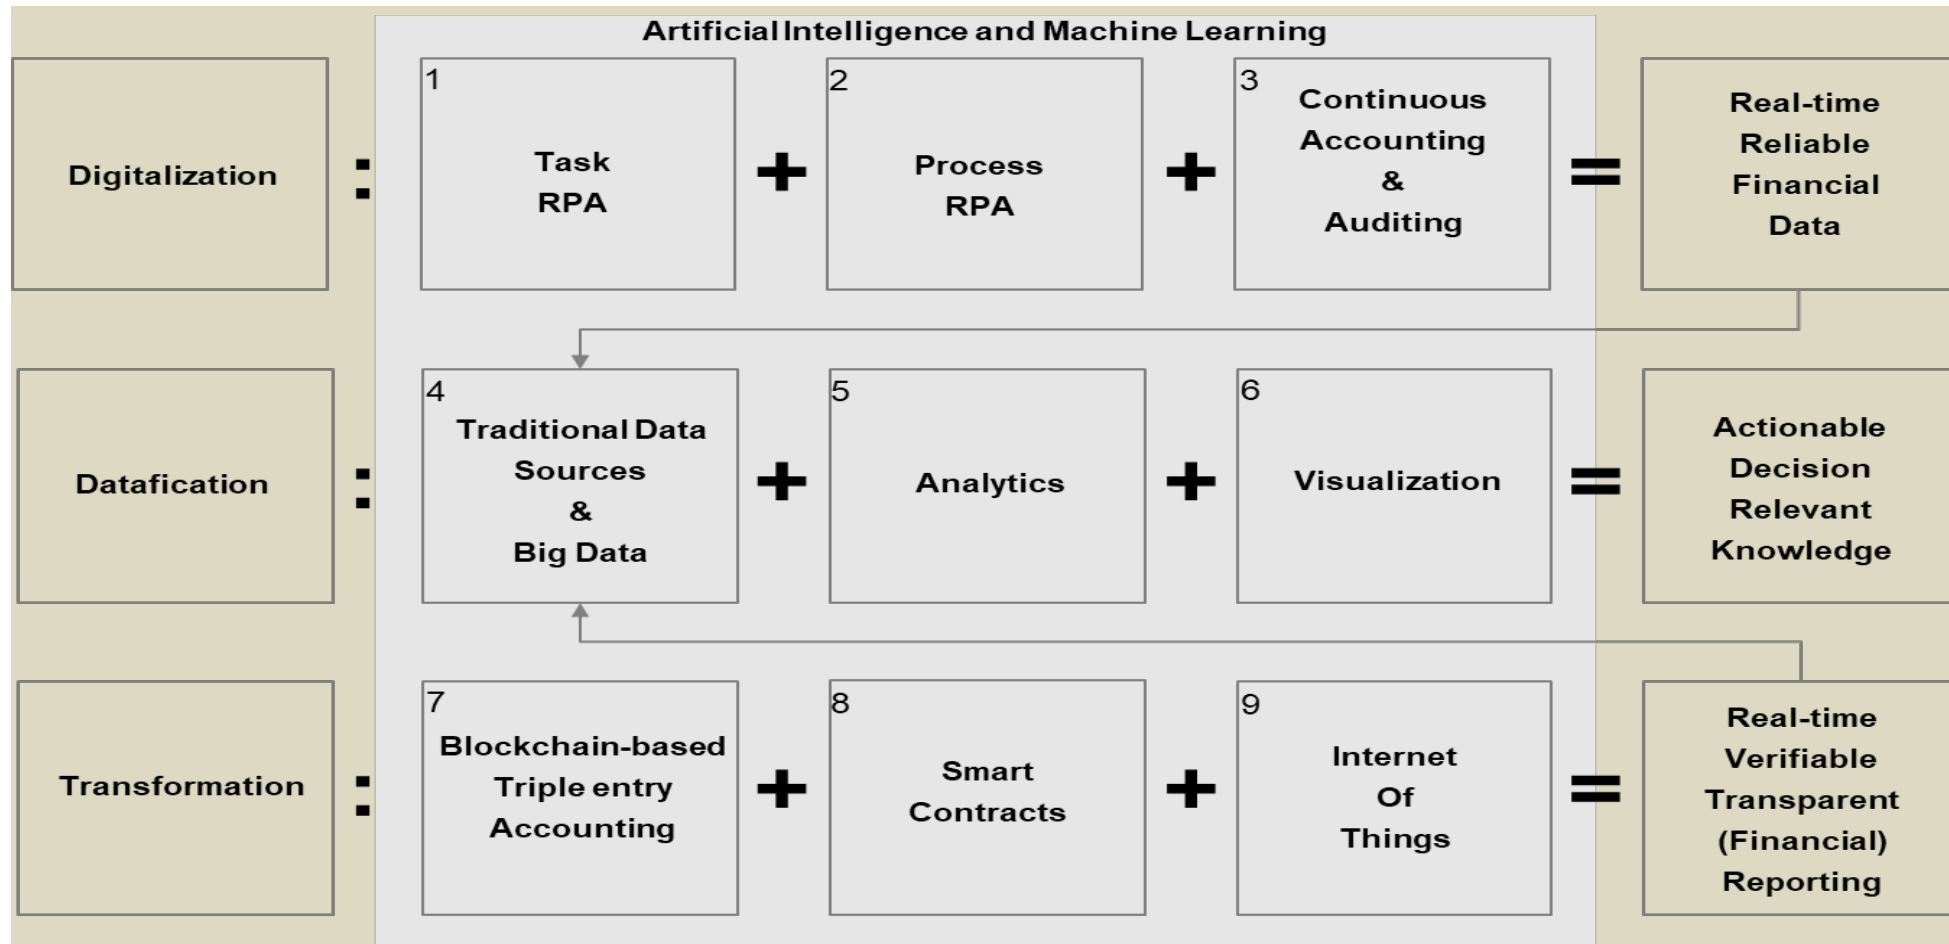 Artificial Intelligence and Machine Learning
Digitalization
:
1
Task
RPA
+
2
Process
RPA
+
3
Continuous
Accounting
&
Auditing
=
Real-time
Reliable
Financial
Data
Datafication
:
4
Traditional Data
Sources
&
Big Data
+
5
Analytics
+
6
Visualization
=
Actionable
Decision
Relevant
Knowledge
Transformation
:
7
Blockchain-based
Triple entry
Accounting
+
8
Smart
Contracts
+
9
Internet
Of
Things
=
Real-time
Verifiable
Transparent
(Financial)
Reporting